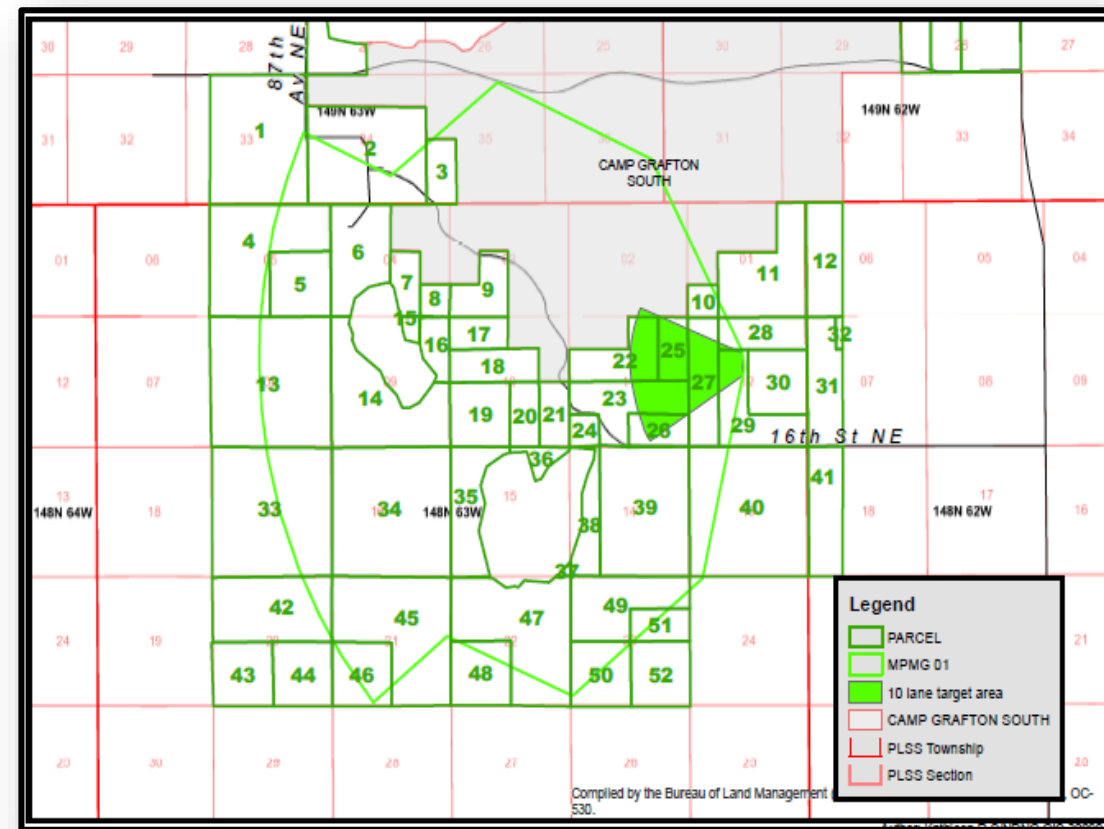 30 29 28 26 25 30 29 28 27
87th
Av NE
149N 63W 149N 62W
31 32 33 1 2 3 35 31 32 33 34
CAMP GRAFTON
SOUTH
4 6 12
01 06 5 7 8 9 02 01 11 06 05 04
10
15 16 17 28 32
12 07 13 14 09 18 22 25 27 30 31 07 08 09
19 20 21 23 29
24 26 16th St NE
36 41
13 18 33 34 35 15 38 39 40 18 17 16
148N 64W 148N 63W 148N 62W
37
42 45 47 49
24 19 21 51 24 21
43 44 46 48 22 50 52
30 29 28 27 26
Legend
PARCEL
MPMG 01
10 lane target area
CAMP GRAFTON SOUTH
PLSS Township
PLSS Section
Compiled by the Bureau of Land Management , OC-
530.